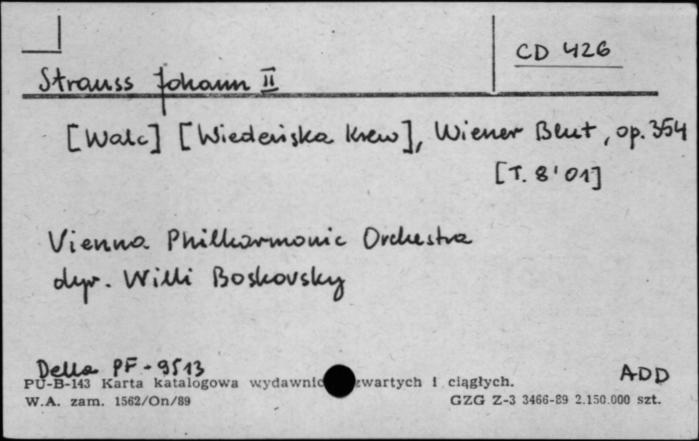 CD 426
Strauss Johann II
[Walc] [Wiedeńska Krew], Wiener Blut, op. 354
[T. 8'01]
Vienna Philharmonic Orchestra
dyr. Willi Boskovsky
Della PF-9513
ADD
PU-B-143 Karta katalogowa wydawnic zwartych i ciągłych.
W.A. zam. 1562/On/89 GZG Z-3 3466-89 2.150.000 szt.